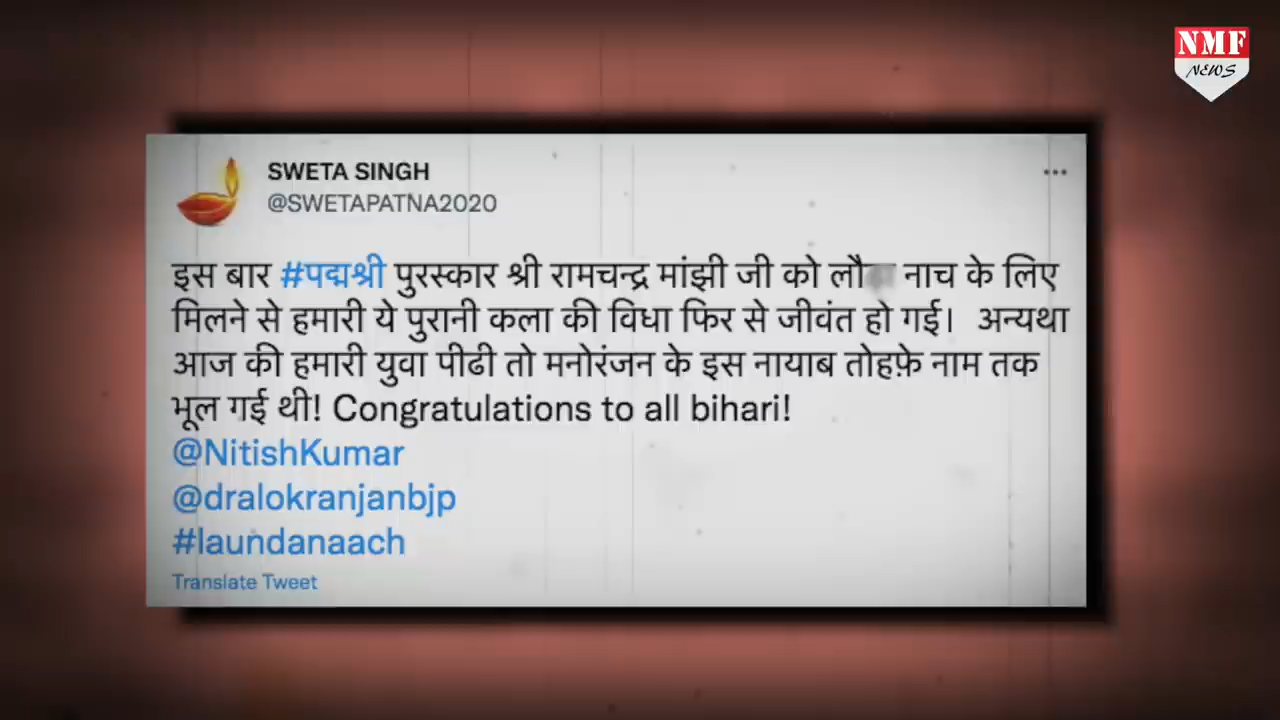 NMF
NEWS
SWETA SINGH
@SWETAPATNA2020
इस बार #पद्मश्री पुरस्कार श्री रामचन्द्र मांझी जी को नाच के लिए
मिलने से हमारी ये पुरानी कला की विधा फिर से जीवंत हो गई। अन्यथा
आज की हमारी युवा पीढी तो मनोरंजन के इस नायाब तोहफ़े नाम तक
भूल गई थी! Congratulations to all bihari!
@NitishKumar
@dralokranjanbjp
#laundanaach
Translate Tweet